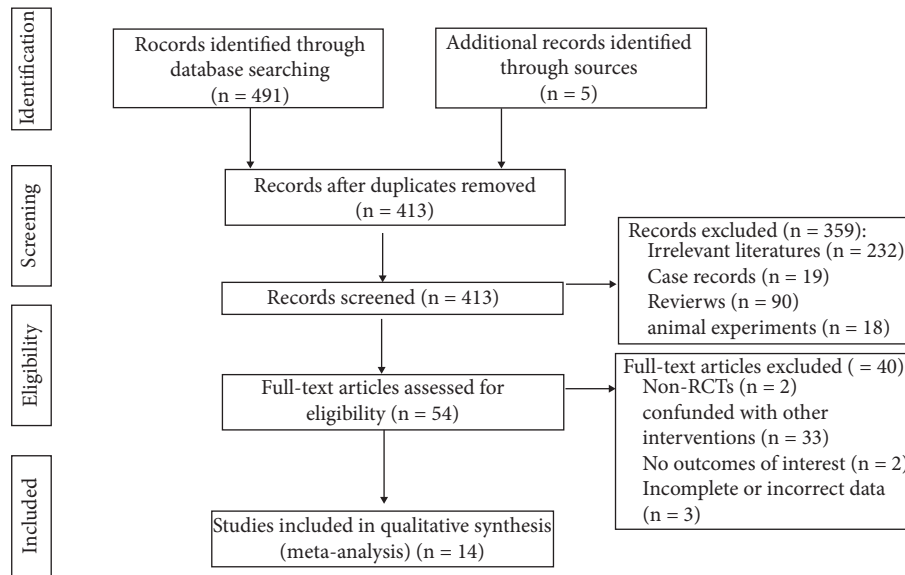 Identification
Rocords identified through
database searching
(n = 491)
Additional records identified
through sources
(n = 5)
Screening
Records after duplicates removed
(n = 413)
Records screened (n = 413)
Records excluded (n = 359):
Irrelevant literatures (n = 232)
Case records (n = 19)
Revierws (n = 90)
animal experiments (n = 18)
Eligibility
Full-text articles assessed for
eligibility (n = 54)
Full-text articles excluded ( = 40)
Non-RCTs (n = 2)
confunded with other
interventions (n = 33)
No outcomes of interest (n = 2)
Incomplete or incorrect data
(n = 3)
Included
Studies included in qualitative synthesis
(meta-analysis) (n = 14)